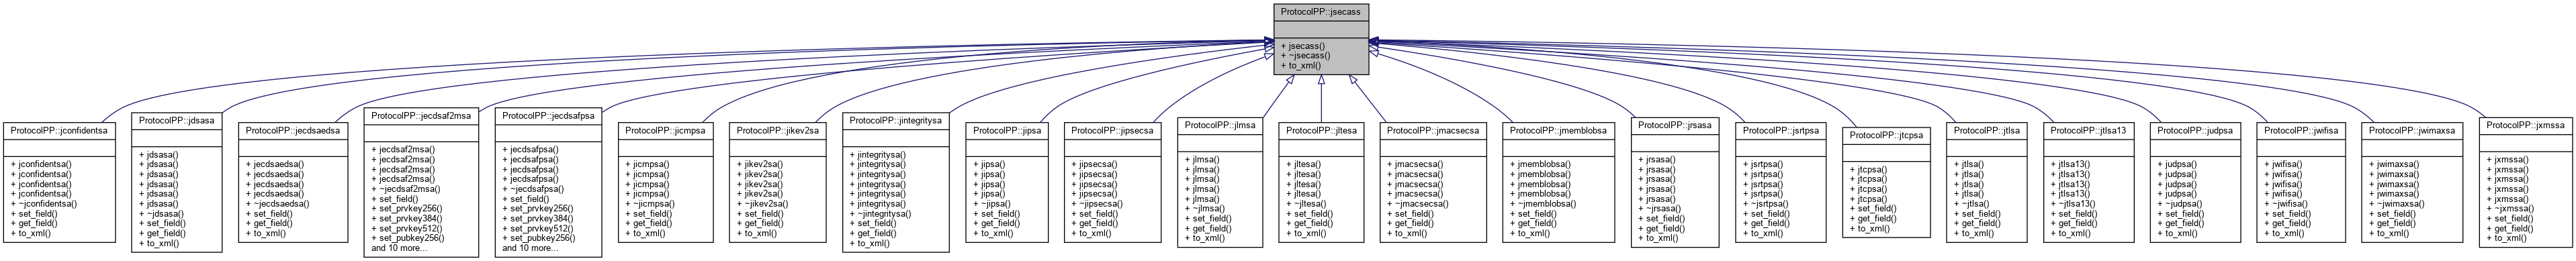 ProtocolPP::jsecass
+ jsecass()
+ ~jsecass()
+ to_xml()
ProtocolPP::jconfidentsa
+ jconfidentsa()
+ jconfidentsa()
+ jconfidentsa()
+ jconfidentsa()
+ ~jconfidentsa()
+ set_field()
+ get_field()
+ to_xml()
ProtocolPP::jdsasa
+ jdsasa()
+ jdsasa()
+ jdsasa()
+ jdsasa()
+ jdsasa()
+ jdsasa()
+ ~jdsasa()
+ set_field()
+ get_field()
+ to_xml()
ProtocolPP::jecdsaedsa
+ jecdsaedsa()
+ jecdsaedsa()
+ jecdsaedsa()
+ jecdsaedsa()
+ ~jecdsaedsa()
+ set_field()
+ get_field()
+ to_xml()
ProtocolPP::jecdsaf2msa
+ jecdsaf2msa()
+ jecdsaf2msa()
+ jecdsaf2msa()
+ jecdsaf2msa()
+ ~jecdsaf2msa()
+ set_field()
+ set_prvkey256()
+ set_prvkey384()
+ set_prvkey512()
+ set_pubkey256()
and 10 more...
ProtocolPP::jecdsafpsa
+ jecdsafpsa()
+ jecdsafpsa()
+ jecdsafpsa()
+ jecdsafpsa()
+ ~jecdsafpsa()
+ set_field()
+ set_prvkey256()
+ set_prvkey384()
+ set_prvkey512()
+ set_pubkey256()
and 10 more...
ProtocolPP::jicmpsa
+ jicmpsa()
+ jicmpsa()
+ jicmpsa()
+ jicmpsa()
+ ~jicmpsa()
+ set_field()
+ get_field()
+ to_xml()
ProtocolPP::jikev2sa
+ jikev2sa()
+ jikev2sa()
+ jikev2sa()
+ jikev2sa()
+ ~jikev2sa()
+ set_field()
+ get_field()
+ to_xml()
ProtocolPP::jintegritysa
+ jintegritysa()
+ jintegritysa()
+ jintegritysa()
+ jintegritysa()
+ jintegritysa()
+ jintegritysa()
+ ~jintegritysa()
+ set_field()
+ get_field()
+ to_xml()
ProtocolPP::jipsa
+ jipsa()
+ jipsa()
+ jipsa()
+ jipsa()
+ ~jipsa()
+ set_field()
+ get_field()
+ to_xml()
ProtocolPP::jipsecsa
+ jipsecsa()
+ jipsecsa()
+ jipsecsa()
+ jipsecsa()
+ ~jipsecsa()
+ set_field()
+ get_field()
+ to_xml()
ProtocolPP::jlmsa
+ jlmsa()
+ jlmsa()
+ jlmsa()
+ jlmsa()
+ jlmsa()
+ ~jlmsa()
+ set_field()
+ get_field()
+ to_xml()
ProtocolPP::jltesa
+ jltesa()
+ jltesa()
+ jltesa()
+ jltesa()
+ ~jltesa()
+ set_field()
+ get_field()
+ to_xml()
ProtocolPP::jmacsecsa
+ jmacsecsa()
+ jmacsecsa()
+ jmacsecsa()
+ jmacsecsa()
+ ~jmacsecsa()
+ set_field()
+ get_field()
+ to_xml()
ProtocolPP::jmemblobsa
+ jmemblobsa()
+ jmemblobsa()
+ jmemblobsa()
+ jmemblobsa()
+ ~jmemblobsa()
+ set_field()
+ get_field()
+ to_xml()
ProtocolPP::jrsasa
+ jrsasa()
+ jrsasa()
+ jrsasa()
+ jrsasa()
+ jrsasa()
+ ~jrsasa()
+ set_field()
+ get_field()
+ to_xml()
ProtocolPP::jsrtpsa
+ jsrtpsa()
+ jsrtpsa()
+ jsrtpsa()
+ jsrtpsa()
+ ~jsrtpsa()
+ set_field()
+ get_field()
+ to_xml()
ProtocolPP::jtcpsa
+ jtcpsa()
+ jtcpsa()
+ jtcpsa()
+ jtcpsa()
+ set_field()
+ get_field()
+ to_xml()
ProtocolPP::jtlsa
+ jtlsa()
+ jtlsa()
+ jtlsa()
+ jtlsa()
+ ~jtlsa()
+ set_field()
+ get_field()
+ to_xml()
ProtocolPP::jtlsa13
+ jtlsa13()
+ jtlsa13()
+ jtlsa13()
+ jtlsa13()
+ ~jtlsa13()
+ set_field()
+ get_field()
+ to_xml()
ProtocolPP::judpsa
+ judpsa()
+ judpsa()
+ judpsa()
+ judpsa()
+ ~judpsa()
+ set_field()
+ get_field()
+ to_xml()
ProtocolPP::jwifisa
+ jwifisa()
+ jwifisa()
+ jwifisa()
+ jwifisa()
+ ~jwifisa()
+ set_field()
+ get_field()
+ to_xml()
ProtocolPP::jwimaxsa
+ jwimaxsa()
+ jwimaxsa()
+ jwimaxsa()
+ jwimaxsa()
+ ~jwimaxsa()
+ set_field()
+ get_field()
+ to_xml()
ProtocolPP::jxmssa
+ jxmssa()
+ jxmssa()
+ jxmssa()
+ jxmssa()
+ jxmssa()
+ ~jxmssa()
+ set_field()
+ get_field()
+ to_xml()